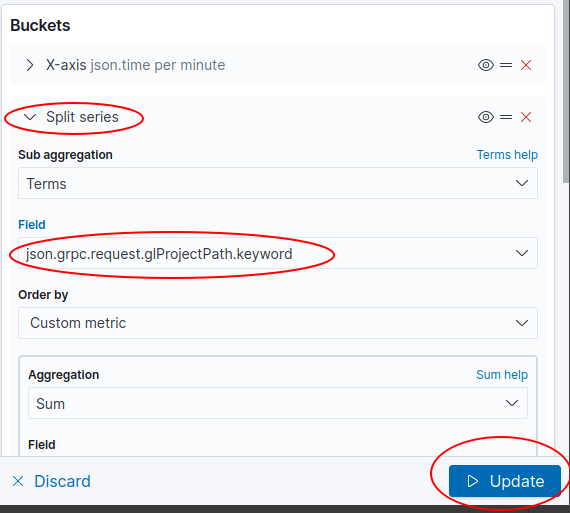 Buckets
X-axis json.time per minute
Split series
Sub aggregation Terms help
Terms
Field
json.grpc.request.glProjectPath.keyword
Order by
Custom metric
Aggregation Sum help
Sum
Field
Discard Update